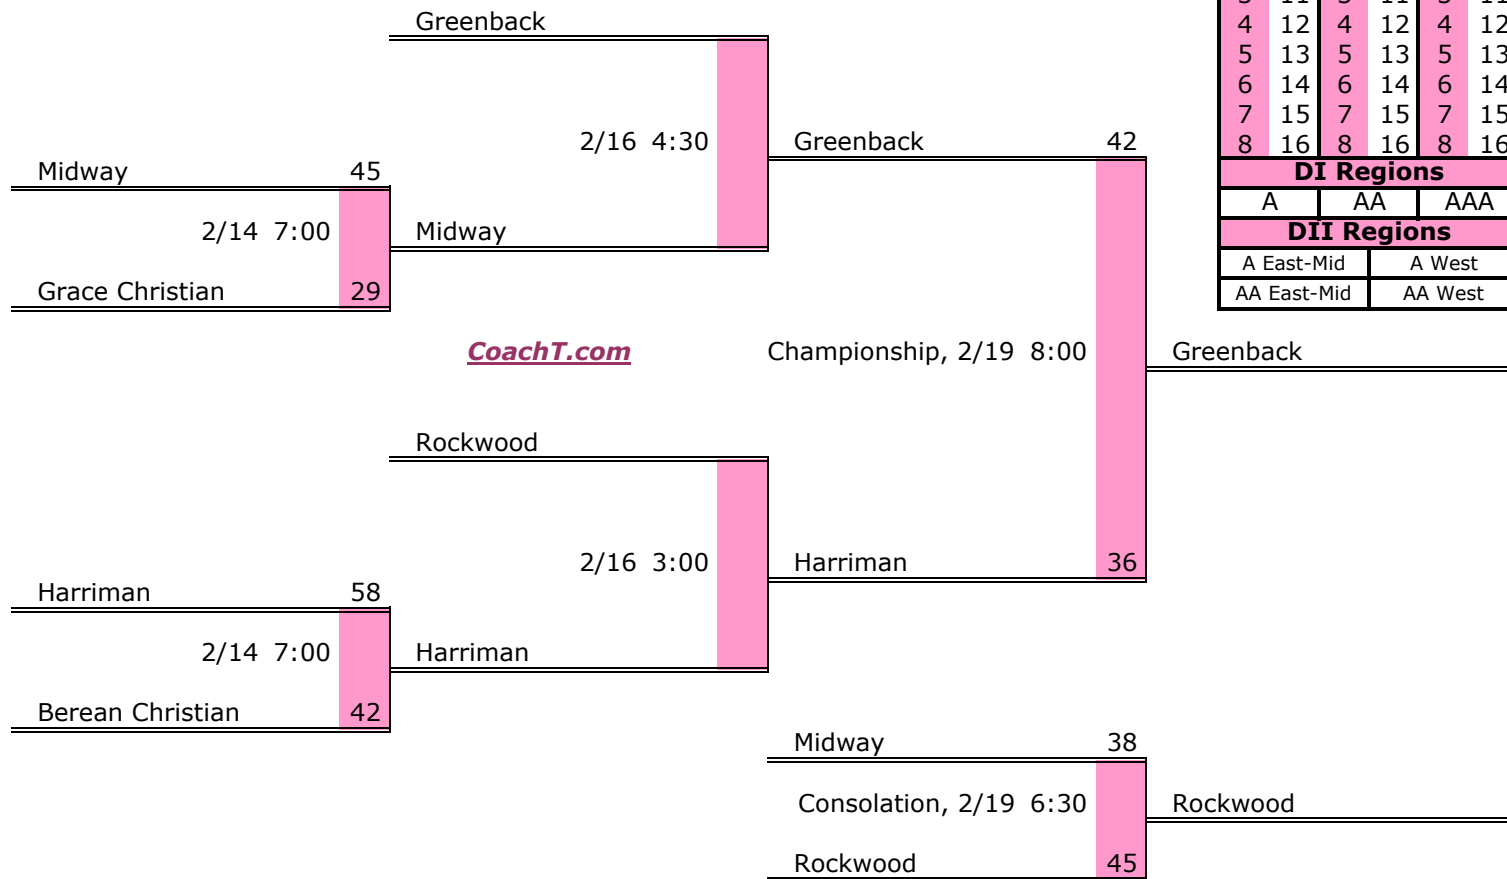 Greenback
4 12 4 12 4 12
5 13 5 13 5 13
6 14 6 14 6 14
7 15 7 15 7 15
2/16 4:30
Greenback 42
8 16 8 16 8 16
Midway 45
DI Regions
A AA AAA
2/14 7:00
Midway
DII Regions
A East-Mid A West
Grace Christian 29
AA East-Mid AA West
CoachT.com
Championship, 2/19 8:00
Greenback
Rockwood
2/16 3:00
Harriman 36
Harriman 58
2/14 7:00
Harriman
Berean Christian 42
Midway 38
Consolation, 2/19 6:30
Rockwood
Rockwood 45